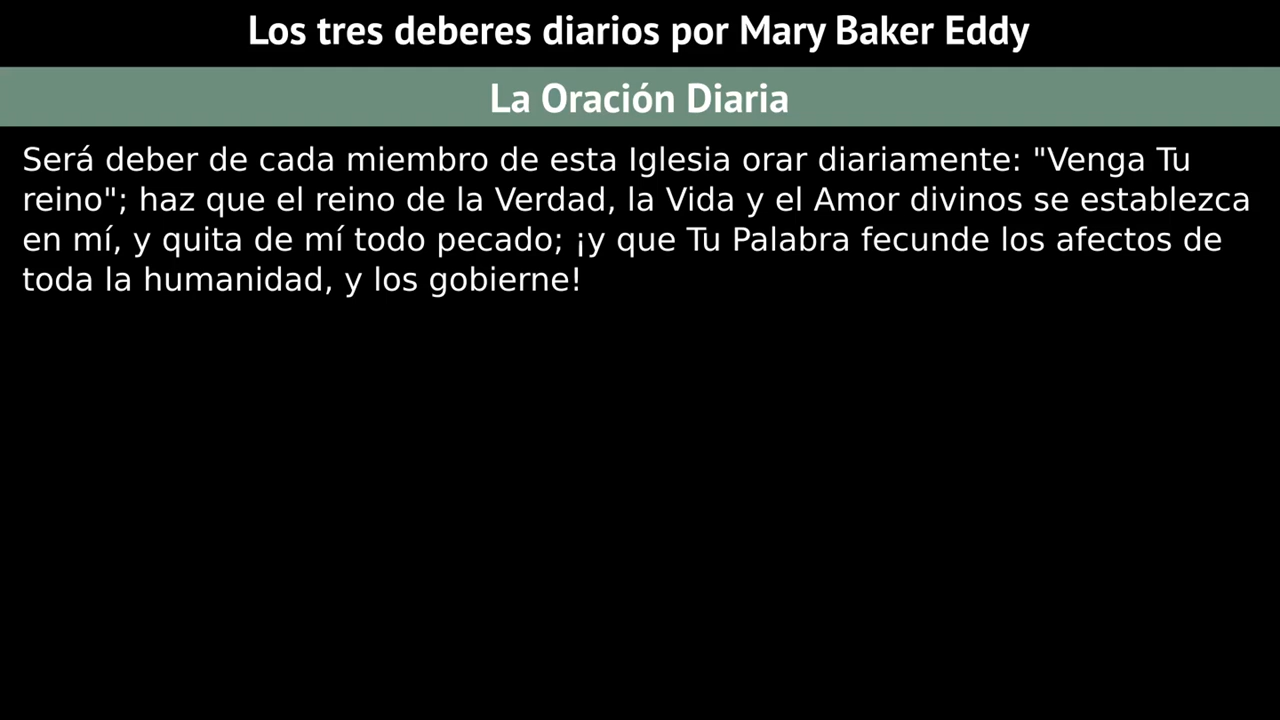 Los tres deberes diarios por Mary Baker Eddy
La Oración Diaria
Será deber de cada miembro de esta Iglesia orar diariamente: "Venga Tu
reino"; haz que el reino de la Verdad, la Vida y el Amor divinos se establezca
en mí, y quita de mí todo pecado; ¡y que Tu Palabra fecunde los afectos de
toda la humanidad, y los gobierne!